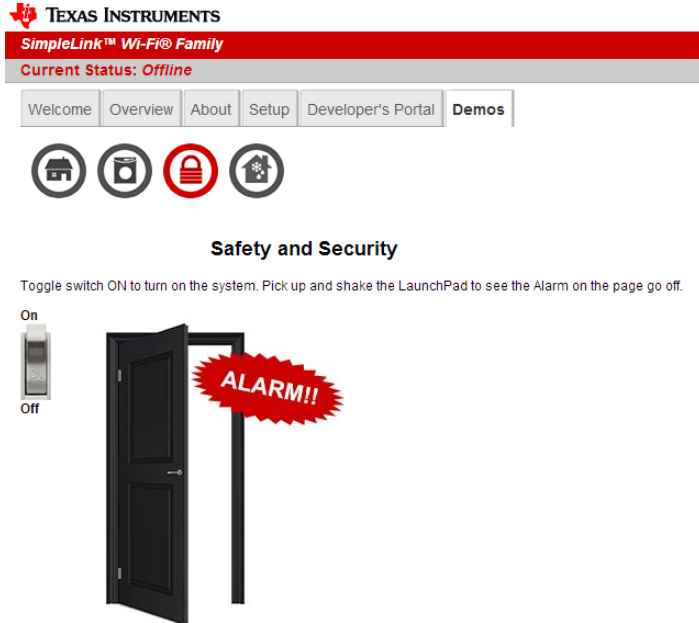 TEXAS INSTRUMENTS
SimpleLink™ Wi-Fi® Family
Current Status: Offline
Welcome Overview About Setup Developer's Portal Demos
Safety and Security
Toggle switch ON to turn on the system. Pick up and shake the LaunchPad to see the Alarm on the page go off.
On
ON
Off
ALARM!!